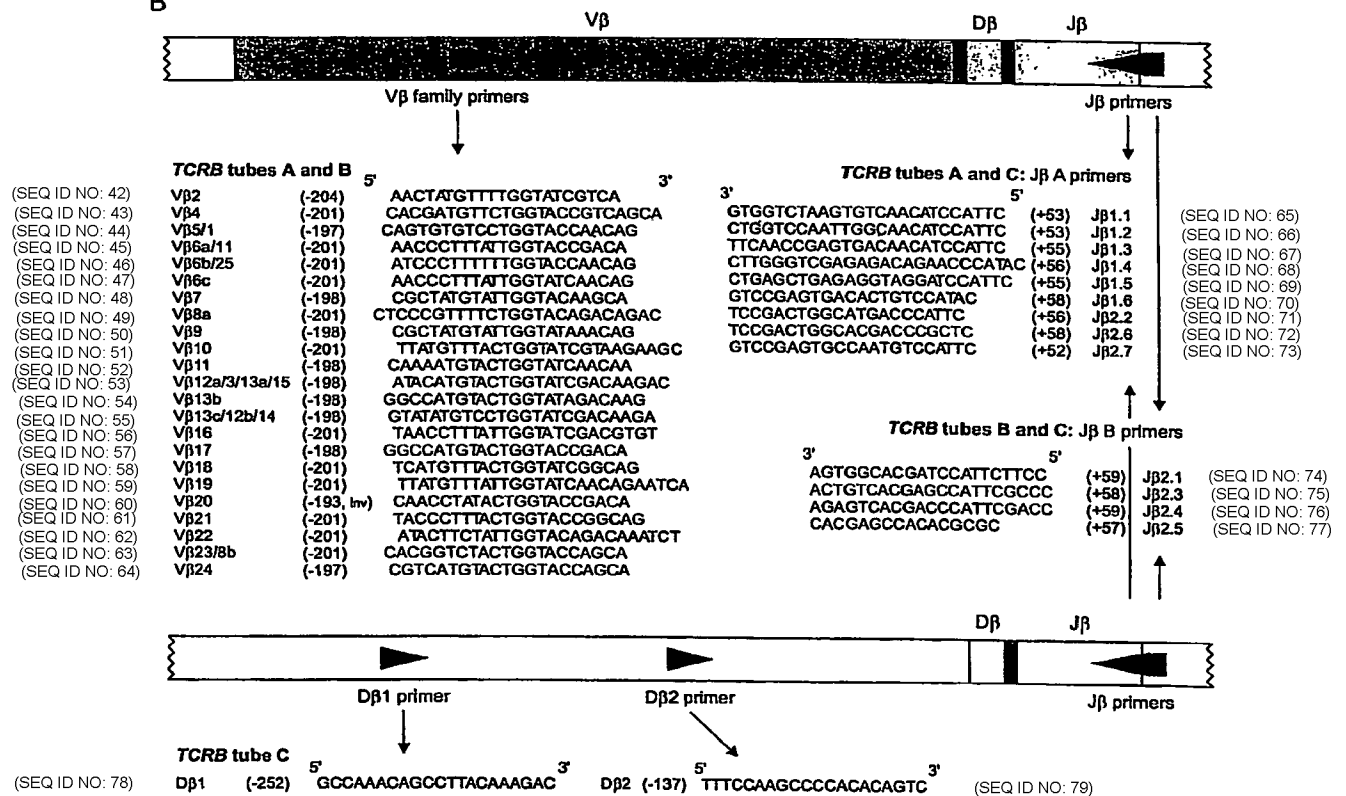 B
Vβ Dβ Jβ
Vβ family primers Jβ primers
TCRB tubes A and B
5' 3'
(SEQ ID NO: 42) Vβ2 (-204) AACTATGTTTTGGTATCGTCA
(SEQ ID NO: 43) Vβ4 (-201) CACGATGTTCTGGTACCGTCAGCA
(SEQ ID NO: 44) Vβ5/1 (-197) CAGTGTGTCCTGGTACCAACAG
(SEQ ID NO: 45) Vβ6a/11 (-201) AACCCTTTATTGGTACCGACA
(SEQ ID NO: 46) Vβ6b/25 (-201) ATCCCTTTTTTGGTACCAACAG
(SEQ ID NO: 47) Vβ6c (-201) AACCCTTTATTGGTATCAACAG
(SEQ ID NO: 48) Vβ7 (-198) CGCTATGTATTGGTACAAGCA
(SEQ ID NO: 49) Vβ8a (-201) CTCCCGTTTTCTGGTACAGACAGAC
(SEQ ID NO: 50) Vβ9 (-198) CGCTATGTATTGGTATAAACAG
(SEQ ID NO: 51) Vβ10 (-201) TTATGTTTACTGGTATCGTAAGAAGC
(SEQ ID NO: 52) Vβ11 (-198) CAAAATGTACTGGTATCAACAA
(SEQ ID NO: 53) Vβ12a/3/13a/15 (-198) ATACATGTACTGGTATCGACAAGAC
(SEQ ID NO: 54) Vβ13b (-198) GGCCATGTACTGGTATAGACAAG
(SEQ ID NO: 55) Vβ13c/12b/14 (-198) GTATATGTCCTGGTATCGACAAGA
(SEQ ID NO: 56) Vβ16 (-201) TAACCTTTATTGGTATCGACGTGT
(SEQ ID NO: 57) Vβ17 (-198) GGCCATGTACTGGTACCGACA
(SEQ ID NO: 58) Vβ18 (-201) TCATGTTTACTGGTATCGGCAG
(SEQ ID NO: 59) Vβ19 (-201) TTATGTTTATTGGTATCAACAGAATCA
(SEQ ID NO: 60) Vβ20 (-193, inv) CAACCTATACTGGTACCGACA
(SEQ ID NO: 61) Vβ21 (-201) TACCCTTTACTGGTACCGGCAG
(SEQ ID NO: 62) Vβ22 (-201) ATACTTCTATTGGTACAGACAAATCT
(SEQ ID NO: 63) Vβ23/8b (-201) CACGGTCTACTGGTACCAGCA
(SEQ ID NO: 64) Vβ24 (-197) CGTCATGTACTGGTACCAGCA
TCRB tubes A and C: Jβ A primers
3' 5'
GTGGTCTAAGTGTCAACATCCATTC (+53) Jβ1.1 (SEQ ID NO: 65)
CTGGTCCAATTGGCAACATCCATTC (+53) Jβ1.2 (SEQ ID NO: 66)
TTCAACCGAGTGACAACATCCATTC (+55) Jβ1.3 (SEQ ID NO: 67)
CTTGGGTCGAGAGACAGAACCCATAC (+56) Jβ1.4 (SEQ ID NO: 68)
CTGAGCTGAGAGGTAGGATCCATTC (+55) Jβ1.5 (SEQ ID NO: 69)
GTCCGAGTGACACTGTCCATAC (+58) Jβ1.6 (SEQ ID NO: 70)
TCCGACTGGCATGACCCATTC (+56) Jβ2.2 (SEQ ID NO: 71)
TCCGACTGGCACGACCCGCTC (+58) Jβ2.6 (SEQ ID NO: 72)
GTCCGAGTGCCAATGTCCATTC (+52) Jβ2.7 (SEQ ID NO: 73)
TCRB tubes B and C: Jβ B primers
3' 5'
AGTGGCACGATCCATTCTTCC (+59) Jβ2.1 (SEQ ID NO: 74)
ACTGTCACGAGCCATTCGCCC (+58) Jβ2.3 (SEQ ID NO: 75)
AGAGTCACGACCCATTCGACC (+59) Jβ2.4 (SEQ ID NO: 76)
CACGAGCCACACGCGC (+57) Jβ2.5 (SEQ ID NO: 77)
Dβ Jβ
Dβ1 primer Dβ2 primer Jβ primers
TCRB tube C
5' 3' 5' 3'
(SEQ ID NO: 78) Dβ1 (-252) GCCAAACAGCCTTACAAAGAC Dβ2 (-137) TTTCCAAGCCCCACACAGTC (SEQ ID NO: 79)